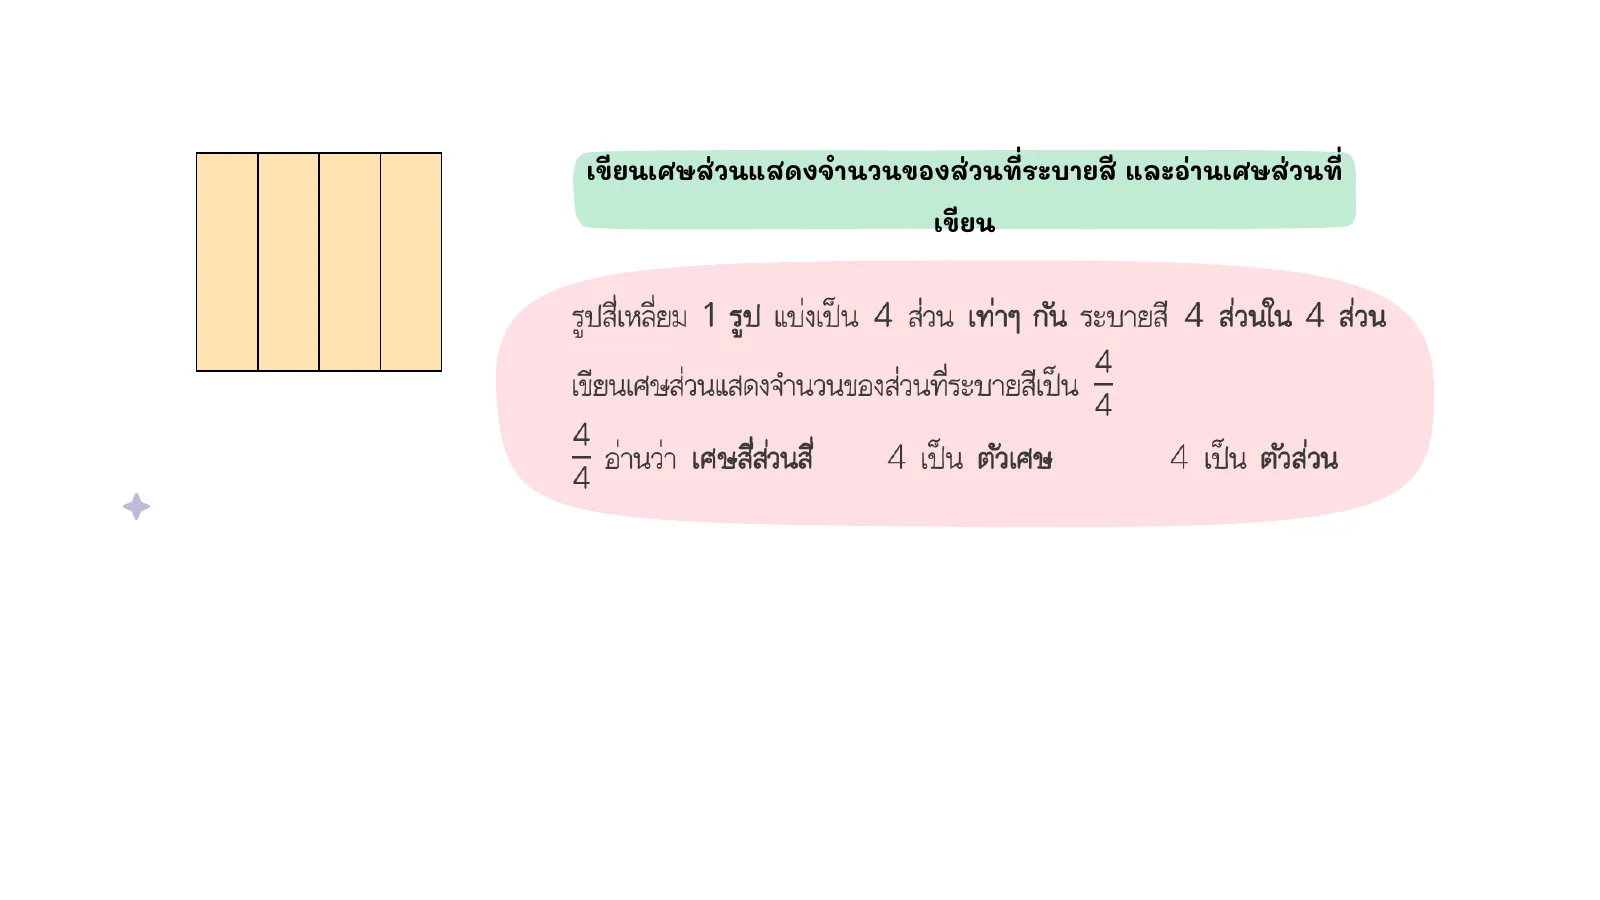 เขียนเศษส่วนแสดงจำนวนของส่วนที่ระบายสี และอ่านเศษส่วนที่
เขียน
รูปสี่เหลี่ยม 1 รูป แบ่งเป็น 4 ส่วน เท่าๆ กัน ระบายสี 4 ส่วนใน 4 ส่วน
เขียนเศษส่วนแสดงจำนวนของส่วนที่ระบายสีเป็น 4/4
4/4 อ่านว่า เศษสี่ส่วนสี่ 4 เป็น ตัวเศษ 4 เป็น ตัวส่วน